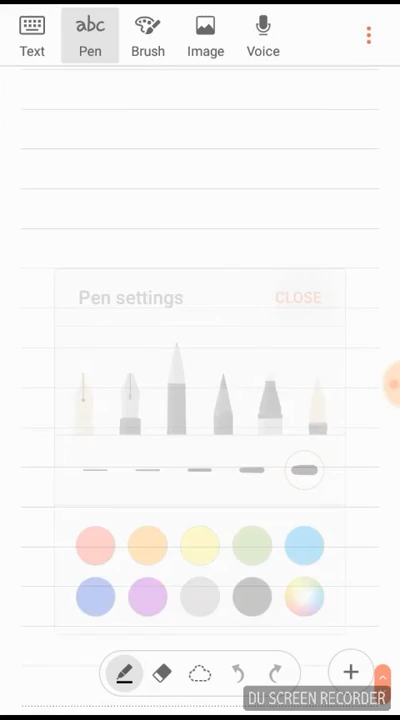 Text Pen Brush Image Voice
Pen settings CLOSE
DU SCREEN RECORDER